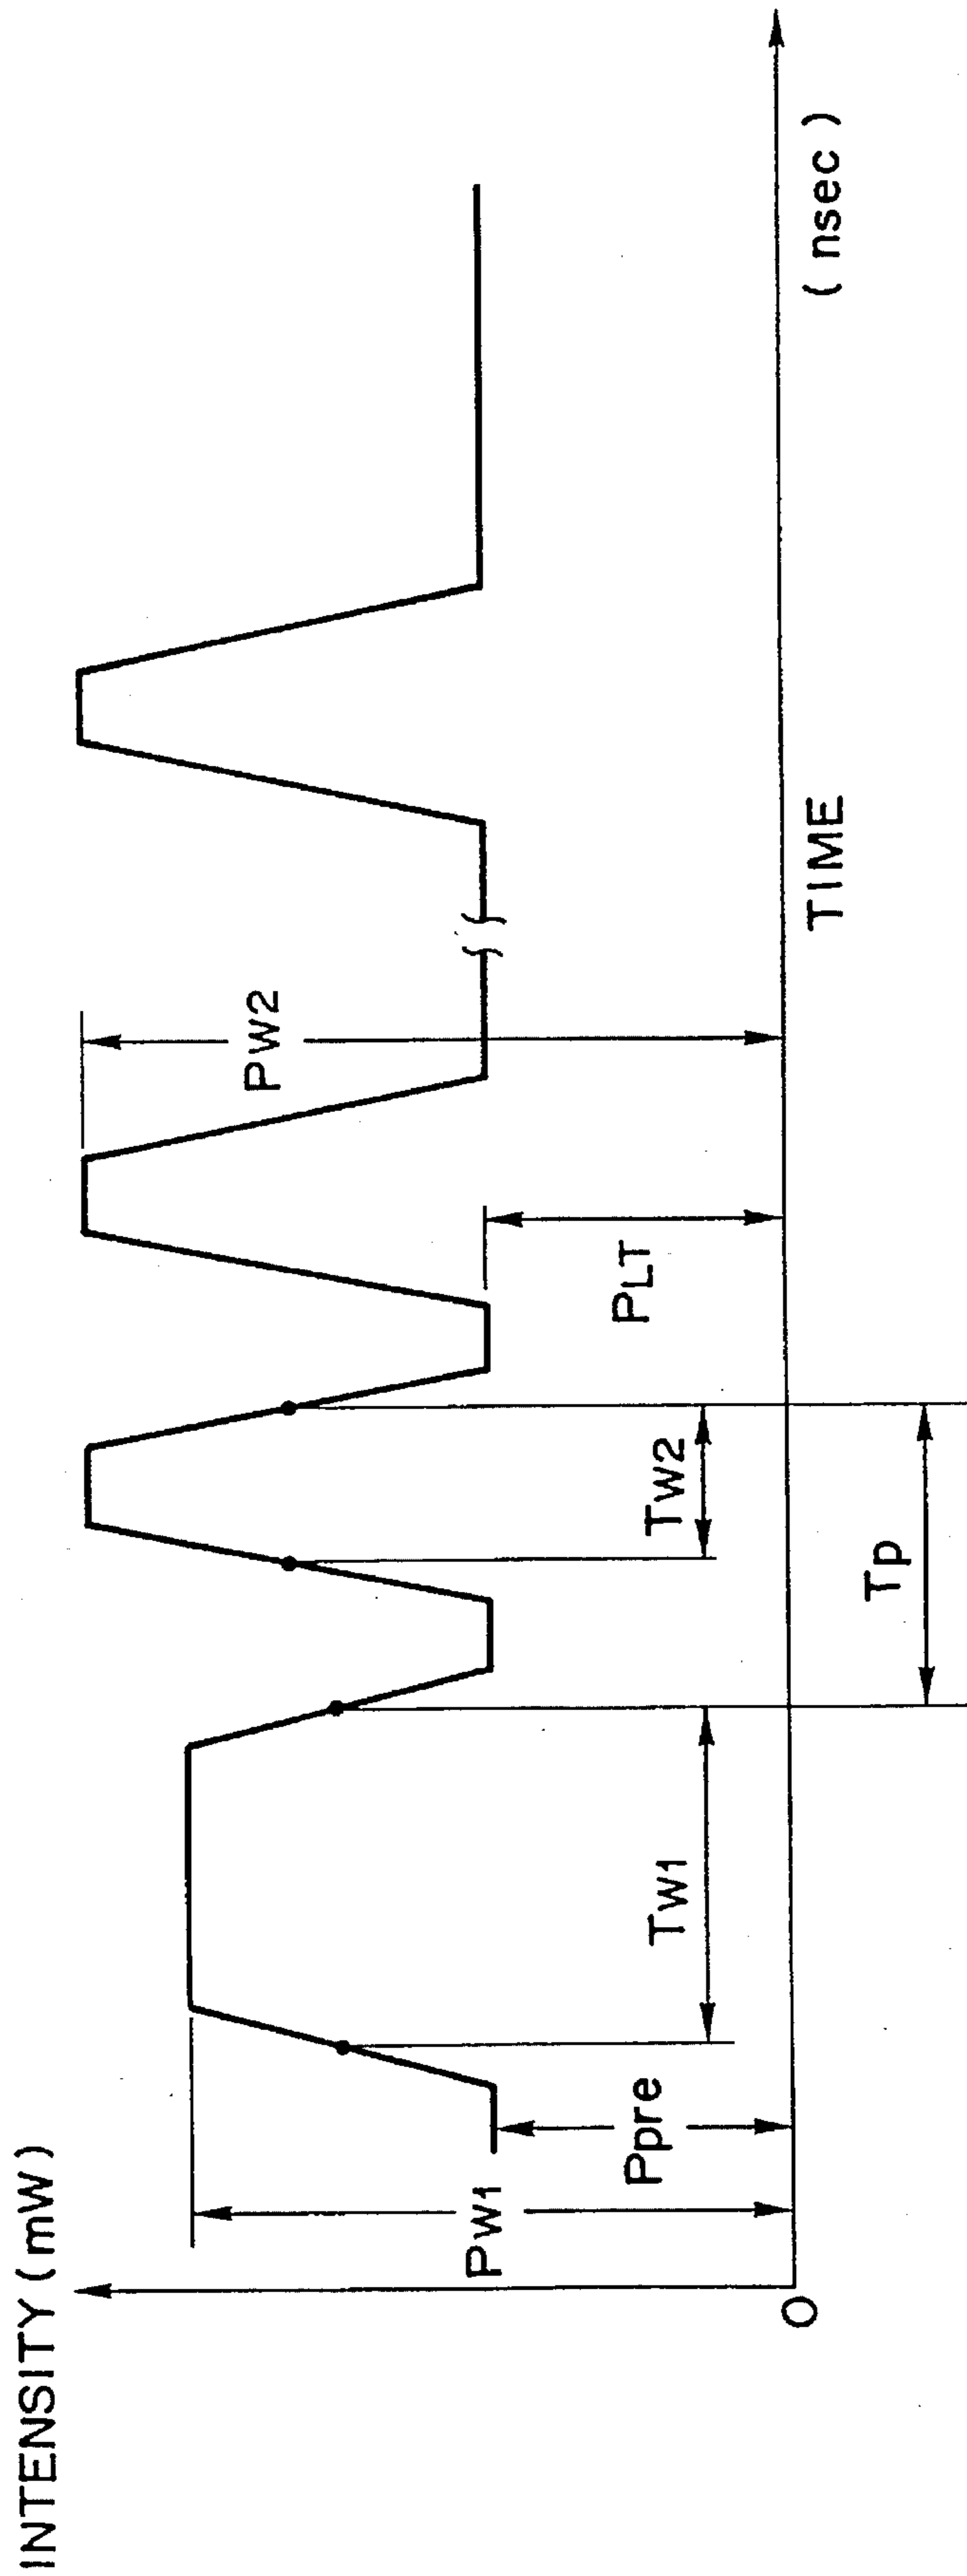 INTENSITY (mW)
PW2
PW1
Ppre
PLT
TW1
TW2
Tp
O
TIME
(nsec)